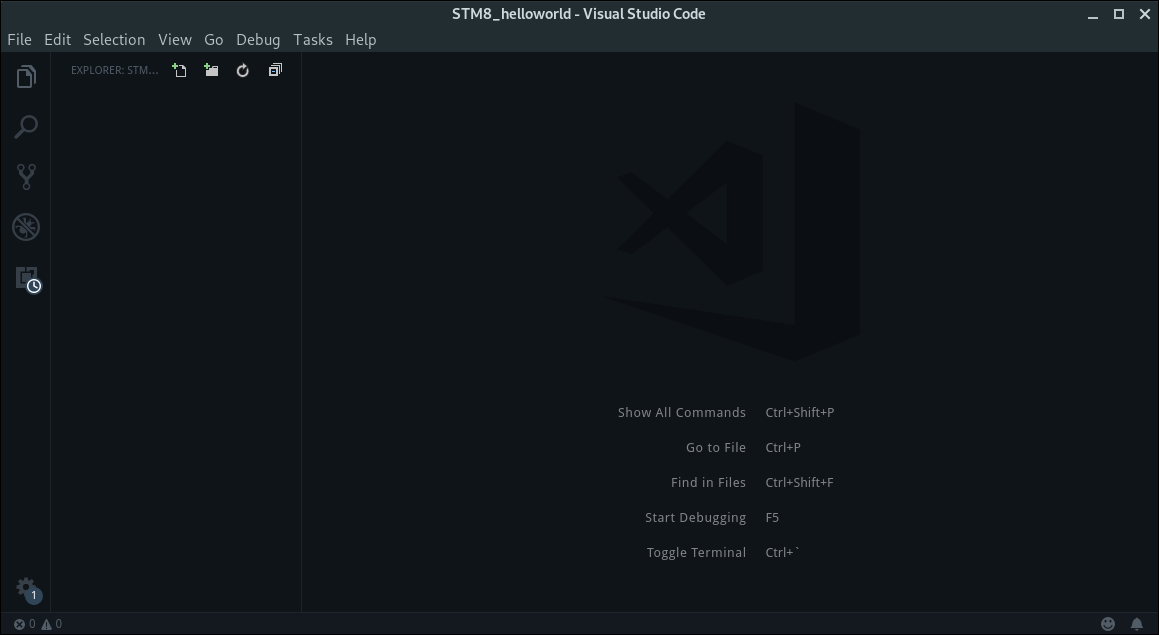 STM8_helloworld - Visual Studio Code
File Edit Selection View Go Debug Tasks Help
EXPLORER: STM...
Show All Commands Ctrl+Shift+P
Go to File Ctrl+P
Find in Files Ctrl+Shift+F
Start Debugging F5
Toggle Terminal Ctrl+`
1
0 0